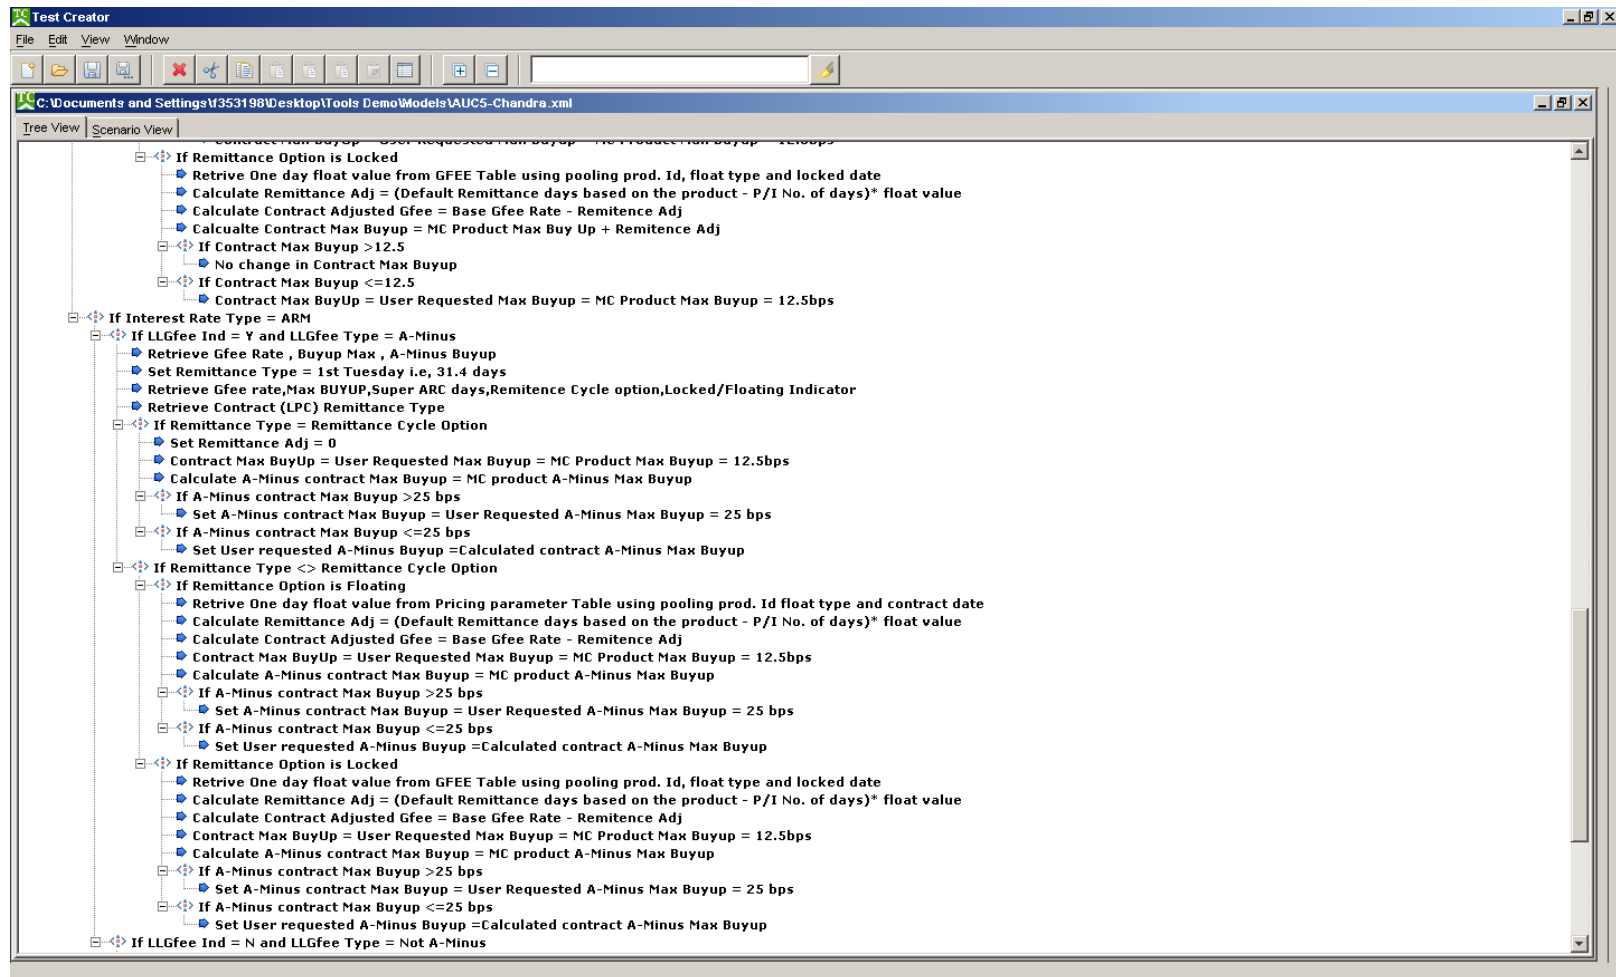 Test Creator
File Edit View Window
C:\Documents and Settings\f353198\Desktop\Tools Demo\Models\AUC5-Chandra.xml
Tree View Scenario View
Contract Max BuyUp = User Requested Max Buyup = MC Product Max Buyup = 12.5bps
If Remittance Option is Locked
Retrive One day float value from GFEE Table using pooling prod. Id, float type and locked date
Calculate Remittance Adj = (Default Remittance days based on the product - P/I No. of days)* float value
Calculate Contract Adjusted Gfee = Base Gfee Rate - Remitence Adj
Calcualte Contract Max Buyup = MC Product Max Buy Up + Remitence Adj
If Contract Max Buyup >12.5
No change in Contract Max Buyup
If Contract Max Buyup <=12.5
Contract Max BuyUp = User Requested Max Buyup = MC Product Max Buyup = 12.5bps
If Interest Rate Type = ARM
If LLGfee Ind = Y and LLGfee Type = A-Minus
Retrieve Gfee Rate , Buyup Max , A-Minus Buyup
Set Remittance Type = 1st Tuesday i.e, 31.4 days
Retrieve Gfee rate,Max BUYUP,Super ARC days,Remitence Cycle option,Locked/Floating Indicator
Retrieve Contract (LPC) Remittance Type
If Remittance Type = Remittance Cycle Option
Set Remittance Adj = 0
Contract Max BuyUp = User Requested Max Buyup = MC Product Max Buyup = 12.5bps
Calculate A-Minus contract Max Buyup = MC product A-Minus Max Buyup
If A-Minus contract Max Buyup >25 bps
Set A-Minus contract Max Buyup = User Requested A-Minus Max Buyup = 25 bps
If A-Minus contract Max Buyup <=25 bps
Set User requested A-Minus Buyup =Calculated contract A-Minus Max Buyup
If Remittance Type <> Remittance Cycle Option
If Remittance Option is Floating
Retrive One day float value from Pricing parameter Table using pooling prod. Id float type and contract date
Calculate Remittance Adj = (Default Remittance days based on the product - P/I No. of days)* float value
Calculate Contract Adjusted Gfee = Base Gfee Rate - Remitence Adj
Contract Max BuyUp = User Requested Max Buyup = MC Product Max Buyup = 12.5bps
Calculate A-Minus contract Max Buyup = MC product A-Minus Max Buyup
If A-Minus contract Max Buyup >25 bps
Set A-Minus contract Max Buyup = User Requested A-Minus Max Buyup = 25 bps
If A-Minus contract Max Buyup <=25 bps
Set User requested A-Minus Buyup =Calculated contract A-Minus Max Buyup
If Remittance Option is Locked
Retrive One day float value from GFEE Table using pooling prod. Id, float type and locked date
Calculate Remittance Adj = (Default Remittance days based on the product - P/I No. of days)* float value
Calculate Contract Adjusted Gfee = Base Gfee Rate - Remitence Adj
Contract Max BuyUp = User Requested Max Buyup = MC Product Max Buyup = 12.5bps
Calculate A-Minus contract Max Buyup = MC product A-Minus Max Buyup
If A-Minus contract Max Buyup >25 bps
Set A-Minus contract Max Buyup = User Requested A-Minus Max Buyup = 25 bps
If A-Minus contract Max Buyup <=25 bps
Set User requested A-Minus Buyup =Calculated contract A-Minus Max Buyup
If LLGfee Ind = N and LLGfee Type = Not A-Minus